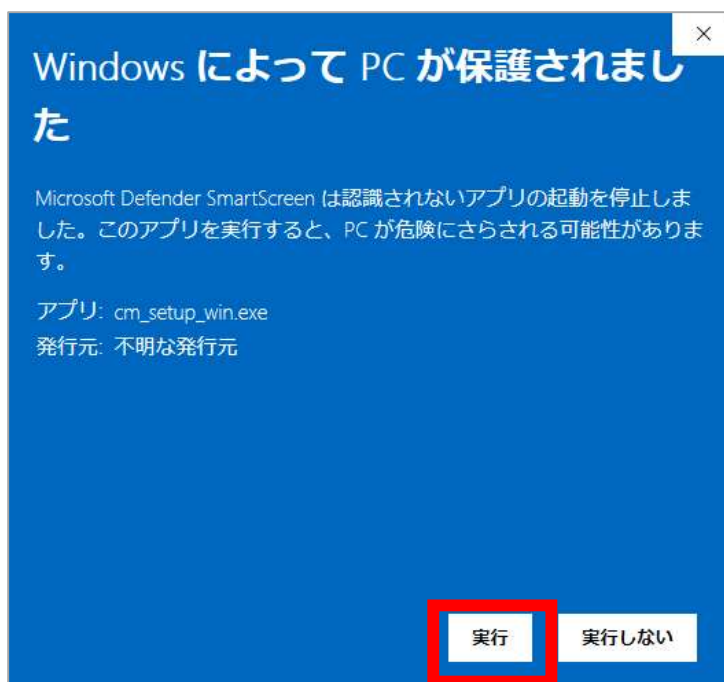 Windows によって PC が保護されまし
た
Microsoft Defender SmartScreen は認識されないアプリの起動を停止しま
した。このアプリを実行すると、PC が危険にさらされる可能性がありま
す。
アプリ: cm_setup_win.exe
発行元: 不明な発行元
実行 実行しない